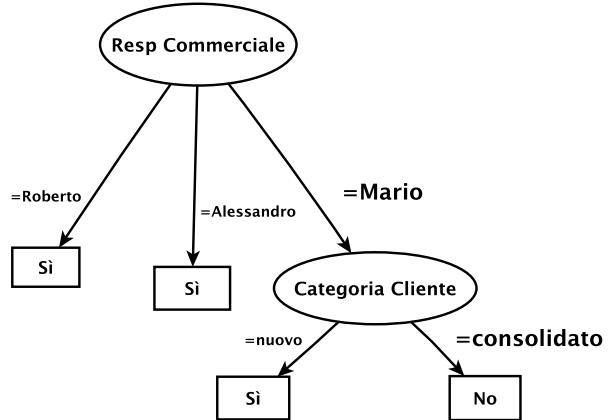 Resp Commerciale
=Roberto
=Alessandro
=Mario
Sì
Sì
Categoria Cliente
=nuovo
=consolidato
Sì
No